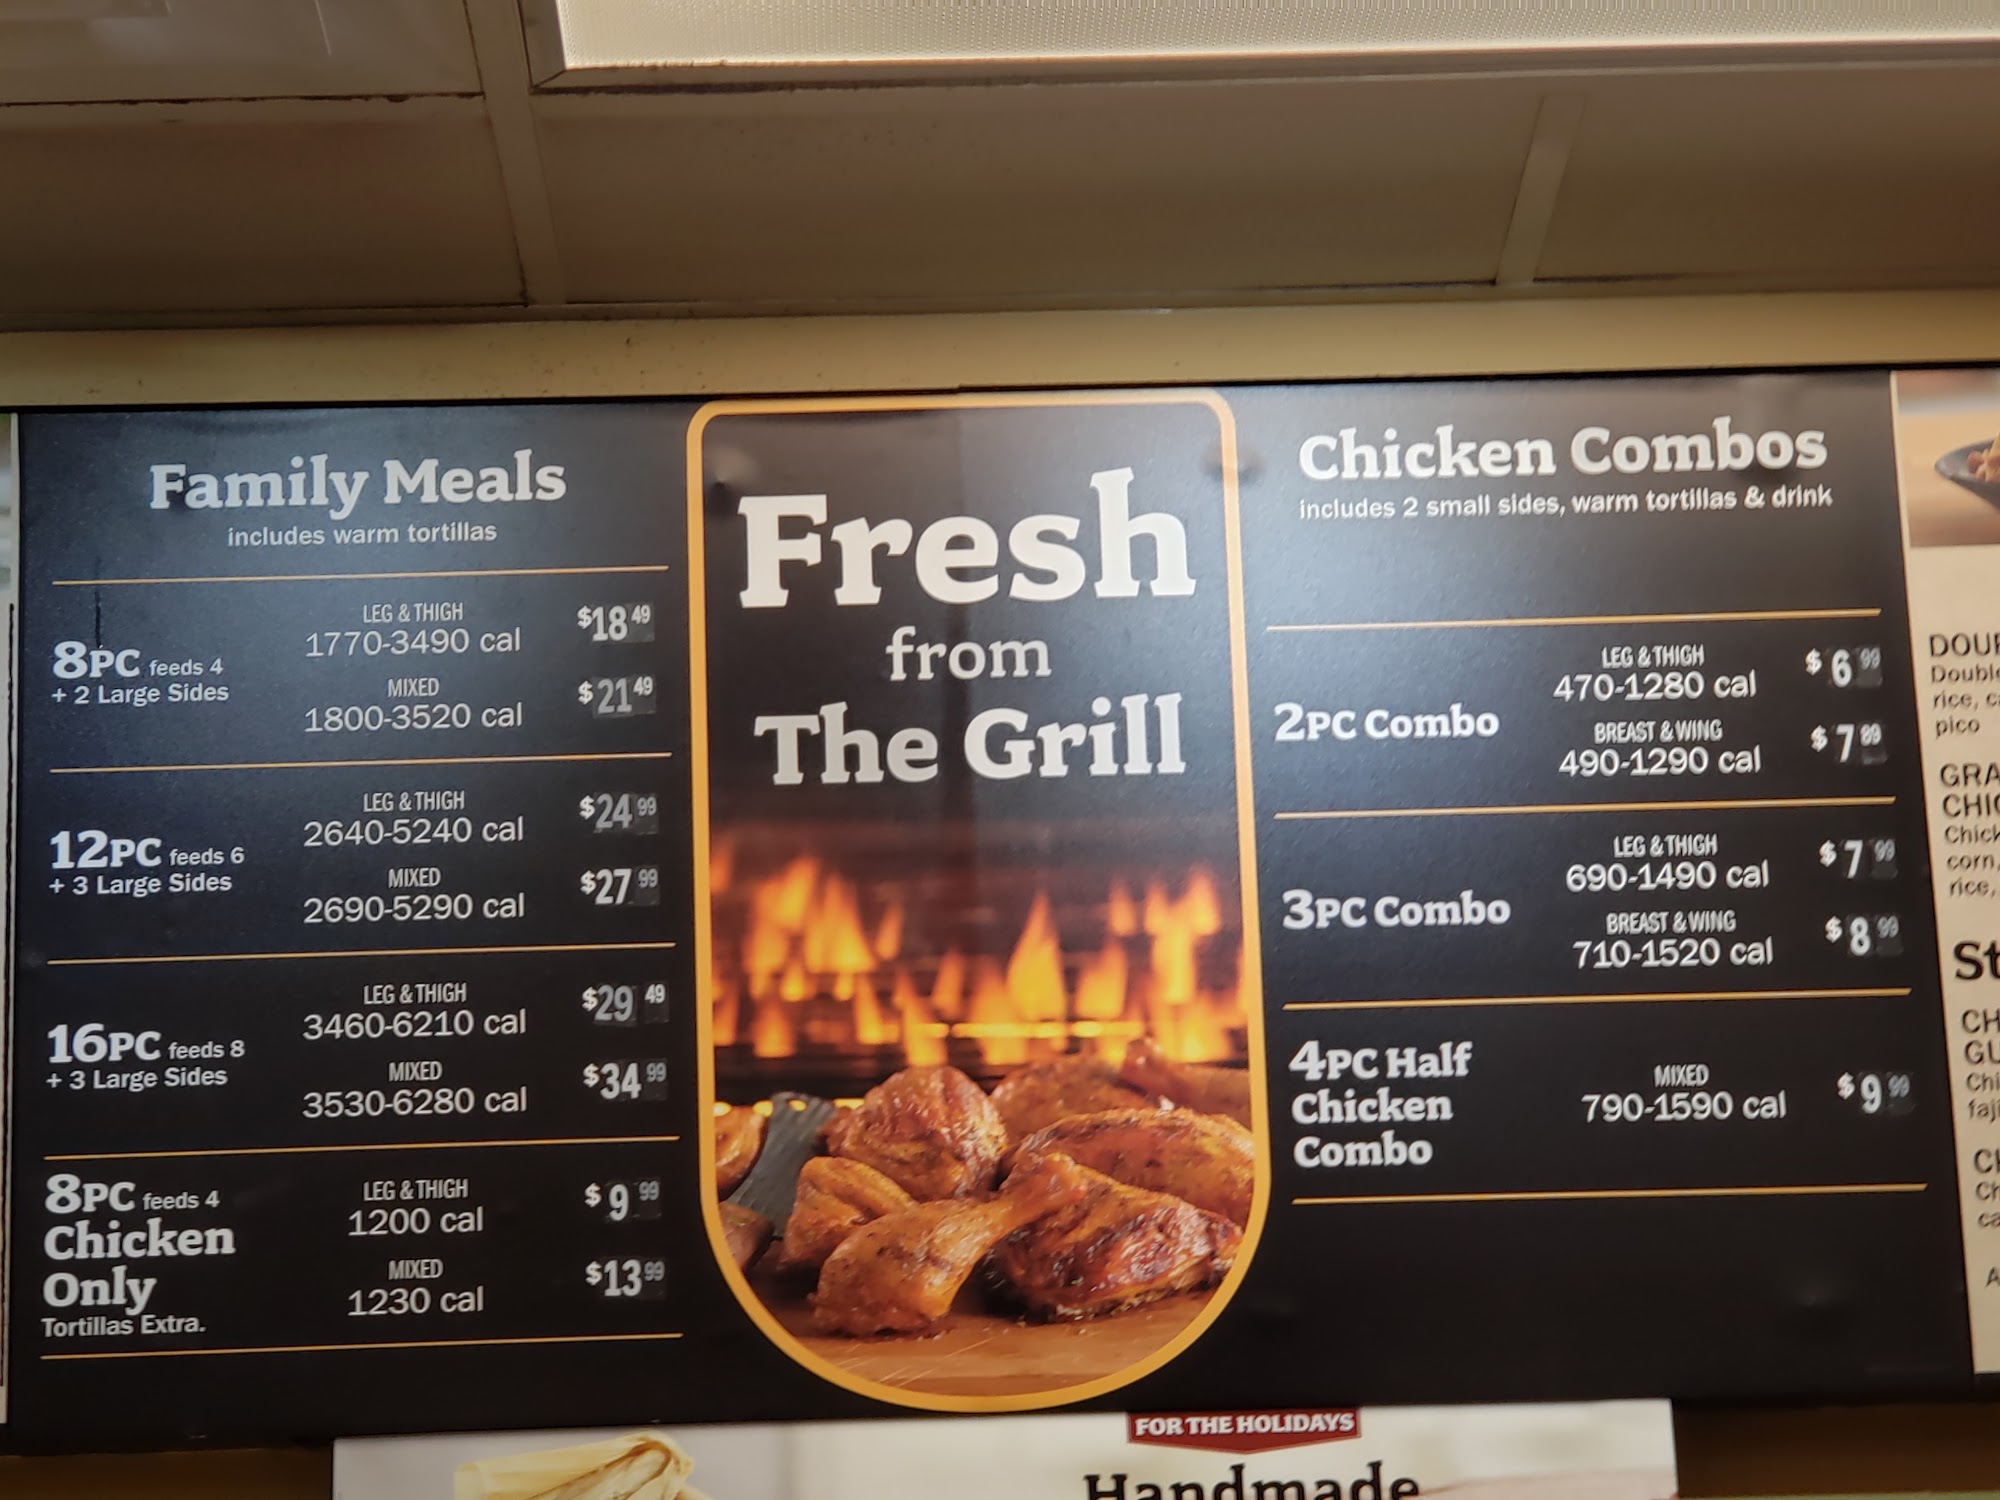 Family Meals
includes warm tortillas
8PC feeds 4
+ 2 Large Sides
LEG & THIGH
1770-3490 cal
$18 49
MIXED
1800-3520 cal
$21 49
12PC feeds 6
+ 3 Large Sides
LEG & THIGH
2640-5240 cal
$24 99
MIXED
2690-5290 cal
$27 99
16PC feeds 8
+ 3 Large Sides
LEG & THIGH
3460-6210 cal
$29 49
MIXED
3530-6280 cal
$34 99
8PC feeds 4
Chicken
Only
Tortillas Extra.
LEG & THIGH
1200 cal
$9 99
MIXED
1230 cal
$13 99
Fresh
from
The Grill
Chicken Combos
includes 2 small sides, warm tortillas & drink
2PC Combo
LEG & THIGH
470-1280 cal
$6 99
BREAST & WING
490-1290 cal
$7 89
3PC Combo
LEG & THIGH
690-1490 cal
$7 99
BREAST & WING
710-1520 cal
$8 99
4PC Half
Chicken
Combo
MIXED
790-1590 cal
$9 99
rice,
pico
corn,
rice,
FOR THE HOLIDAYS
Handmade